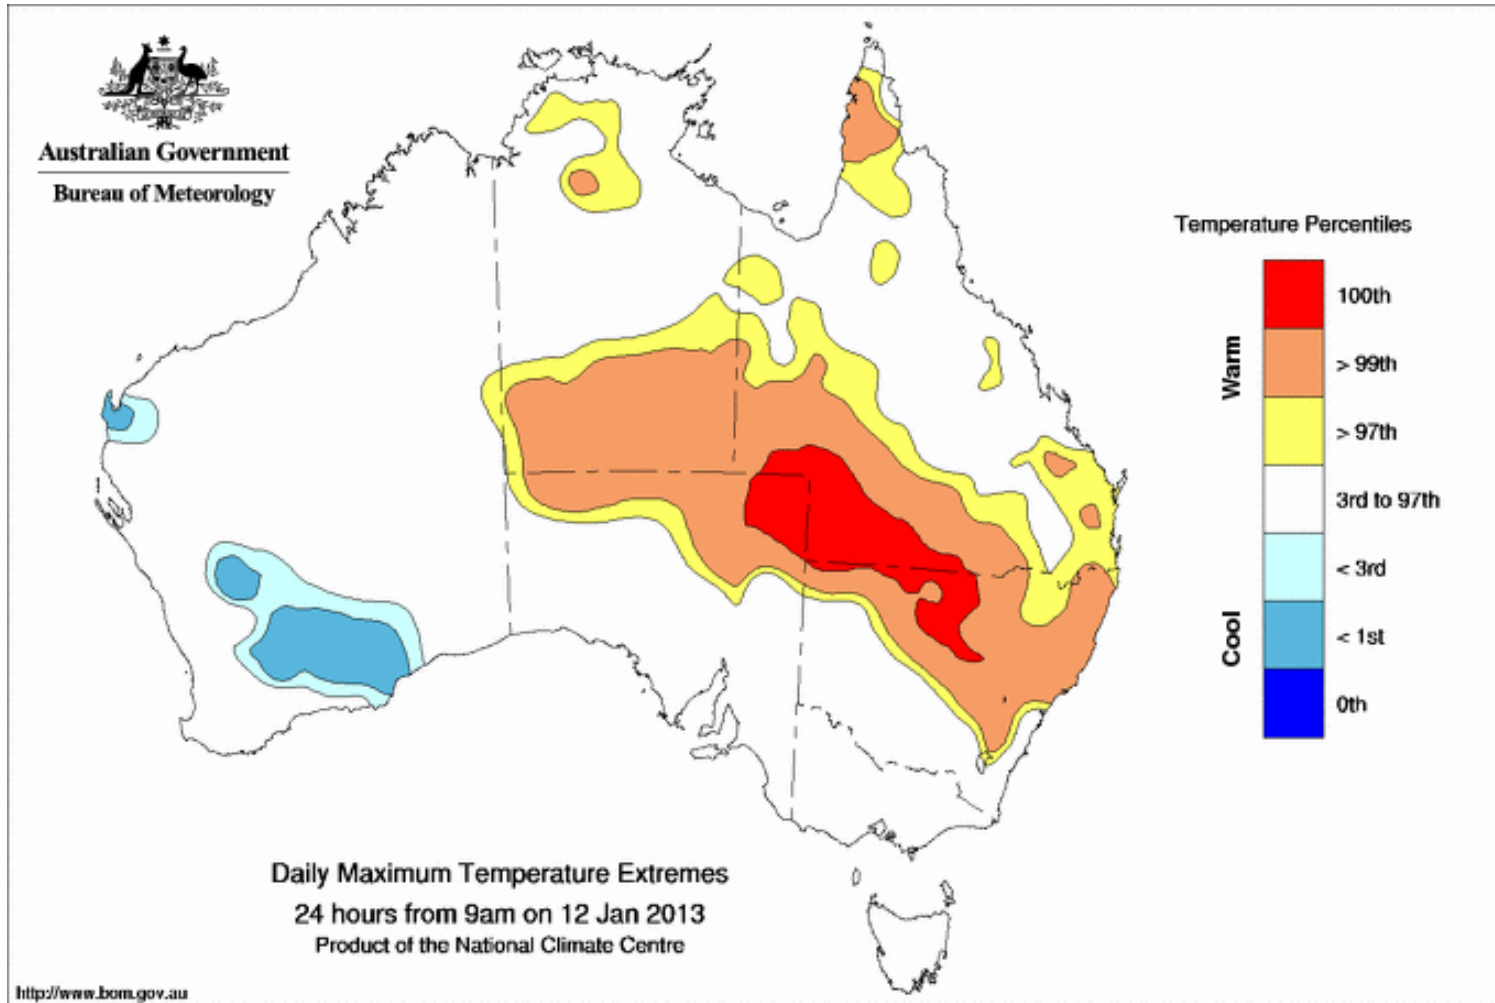 Australian Government
Bureau of Meteorology
Temperature Percentiles
Warm
Cool
100th
> 99th
> 97th
3rd to 97th
< 3rd
< 1st
0th
Daily Maximum Temperature Extremes
24 hours from 9am on 12 Jan 2013
Product of the National Climate Centre
http://www.bom.gov.au